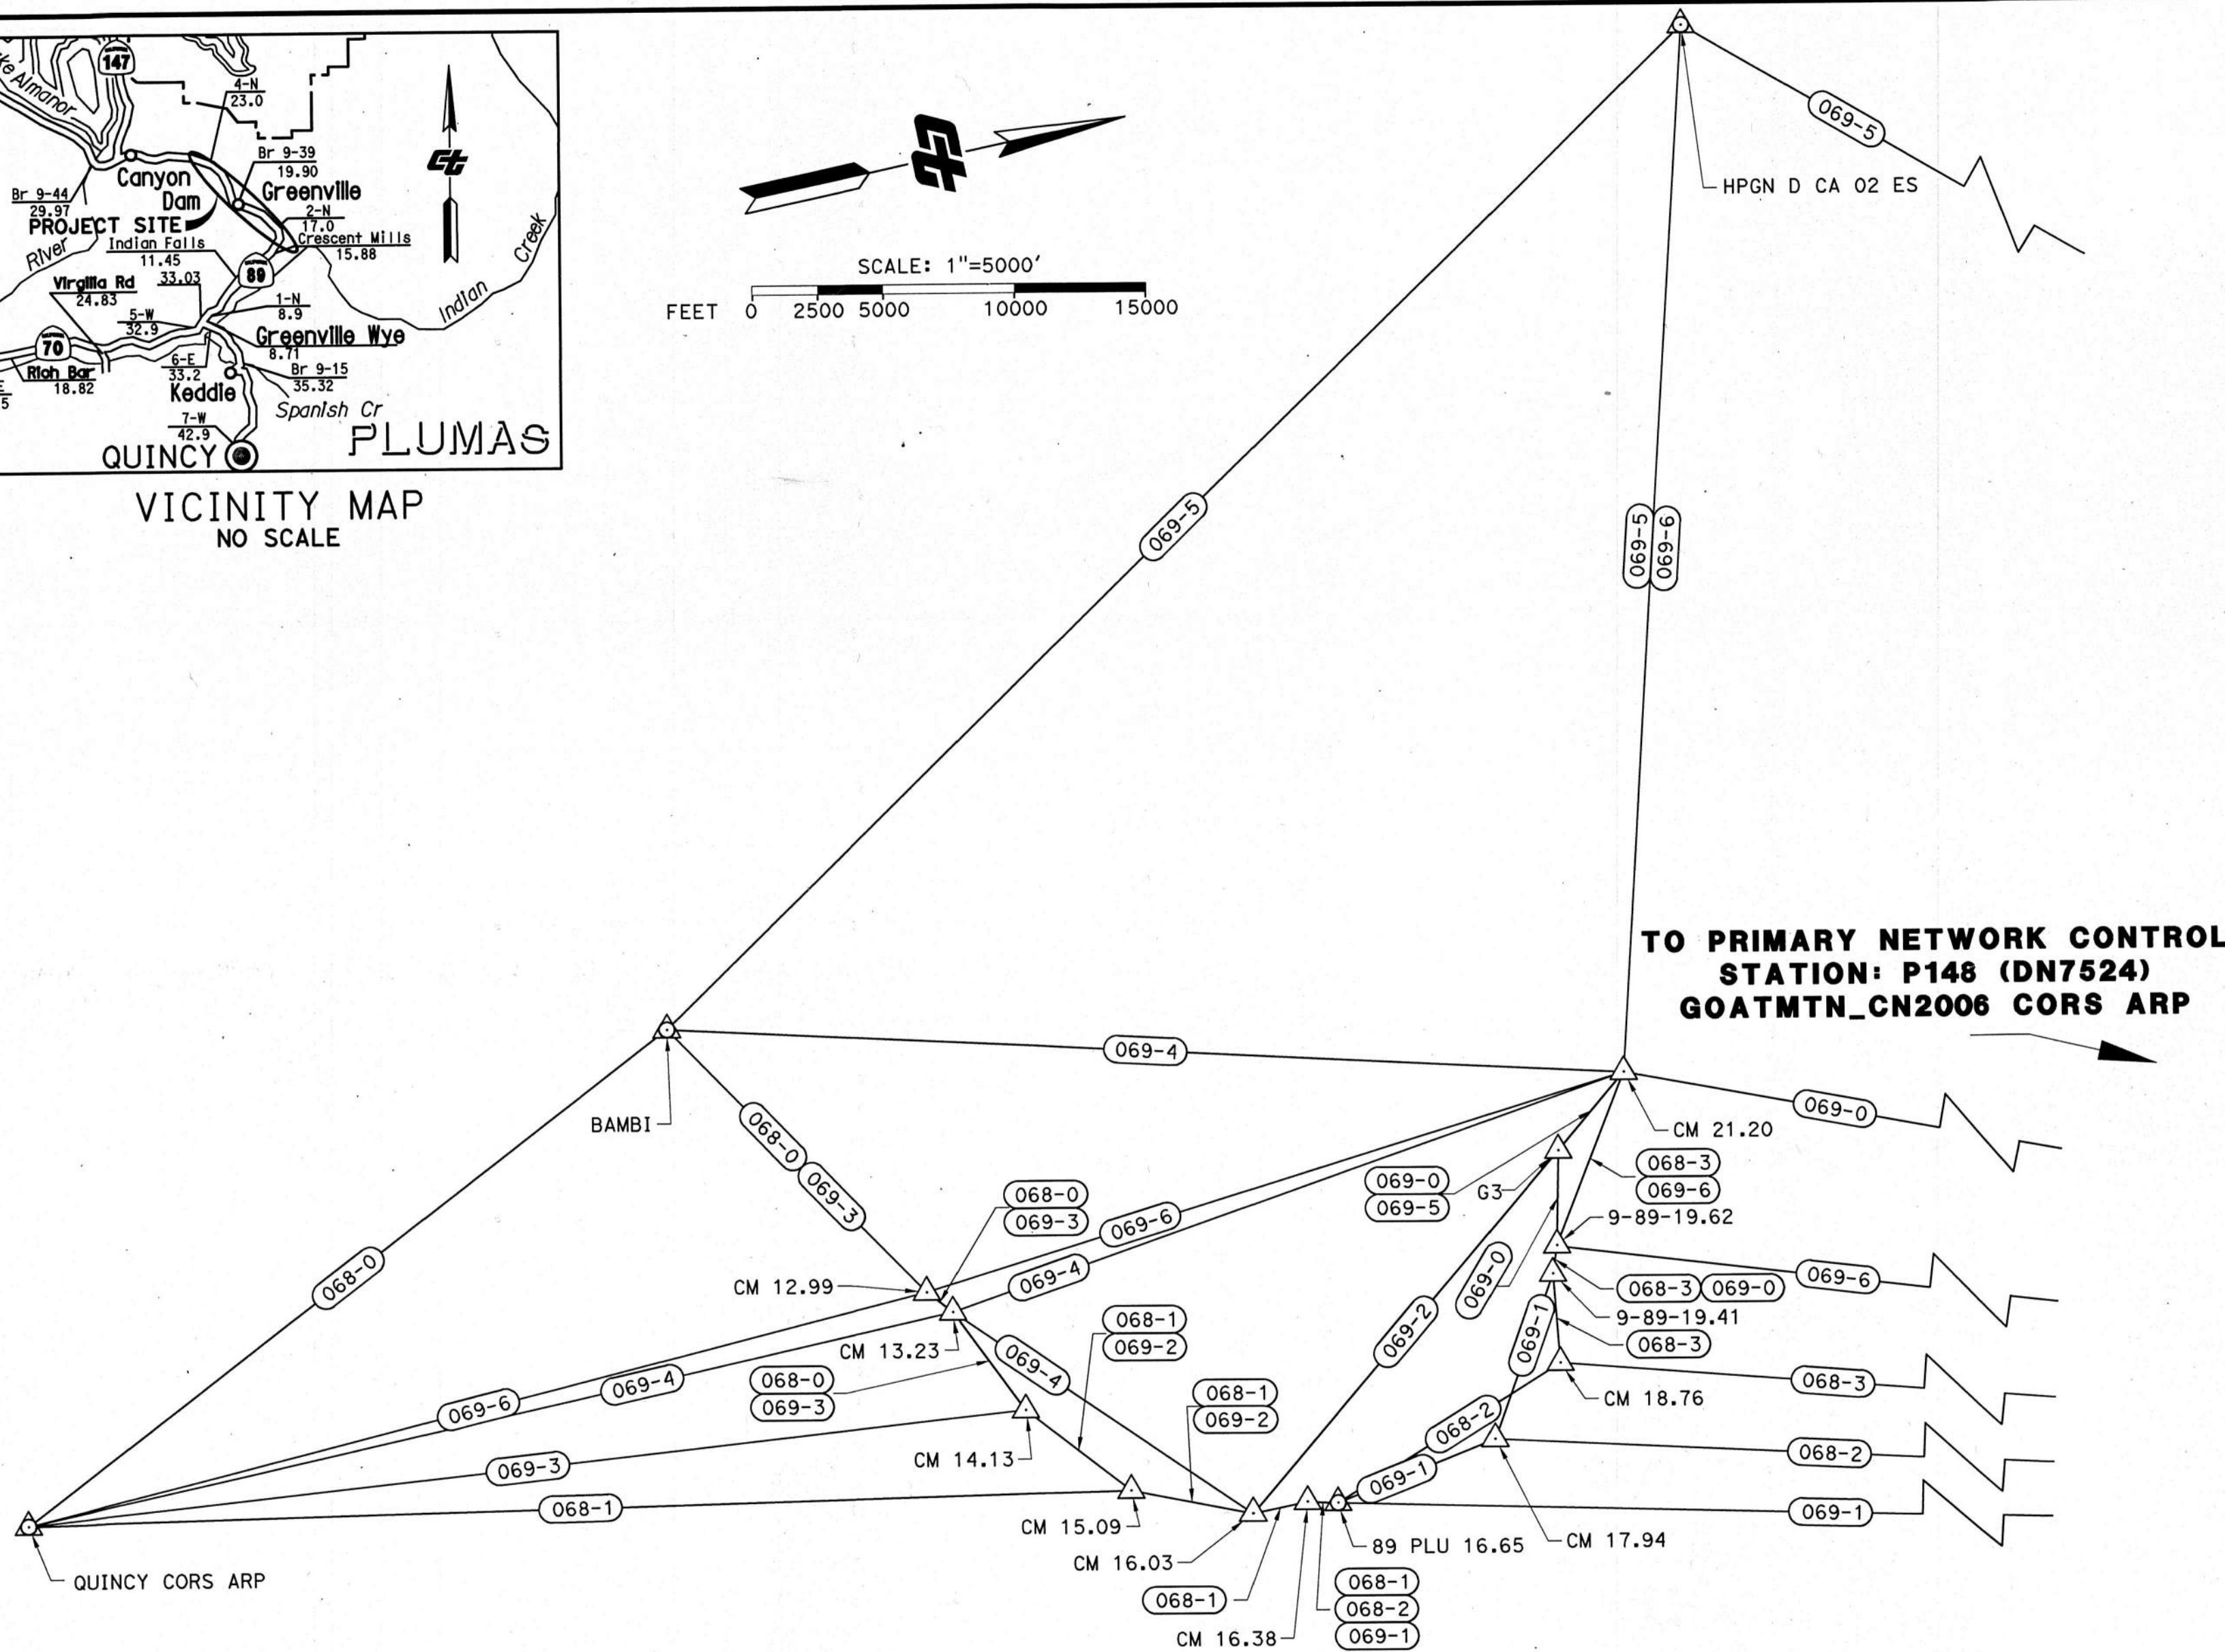 147
Almanor
4-N
23.0
Br 9-39
19.90
Canyon
Dam
Greenville
Br 9-44
29.97
PROJECT SITE
2-N
17.0
Crescent Mills
15.88
River
Indian Falls
11.45
89
Virgilia Rd
24.83
33.03
1-N
8.9
5-W
32.9
Greenville Wye
8.71
70
6-E
33.2
Rich Bar
18.82
5
Br 9-15
35.32
Keddie
Spanish Cr
Indian Creek
7-W
42.9
QUINCY
PLUMAS
VICINITY MAP
NO SCALE
SCALE: 1"=5000'
FEET 0 2500 5000 10000 15000
069-5
HPGN D CA 02 ES
069-5
069-5
069-6
TO PRIMARY NETWORK CONTROL
STATION: P148 (DN7524)
GOATMTN_CN2006 CORS ARP
069-4
BAMBI
069-0
CM 21.20
068-0
069-3
068-0
069-3
069-6
069-0
069-5
G3
068-3
069-6
9-89-19.62
068-0
CM 12.99
069-4
069-0
069-6
068-3
069-0
9-89-19.41
068-3
CM 13.23
068-1
069-2
069-4
069-2
069-1
068-0
069-3
069-6
069-4
068-1
069-2
068-3
CM 18.76
068-2
CM 14.13
069-3
069-1
068-2
068-1
069-1
CM 15.09
CM 16.03
89 PLU 16.65
CM 17.94
QUINCY CORS ARP
068-1
068-1
068-2
069-1
CM 16.38